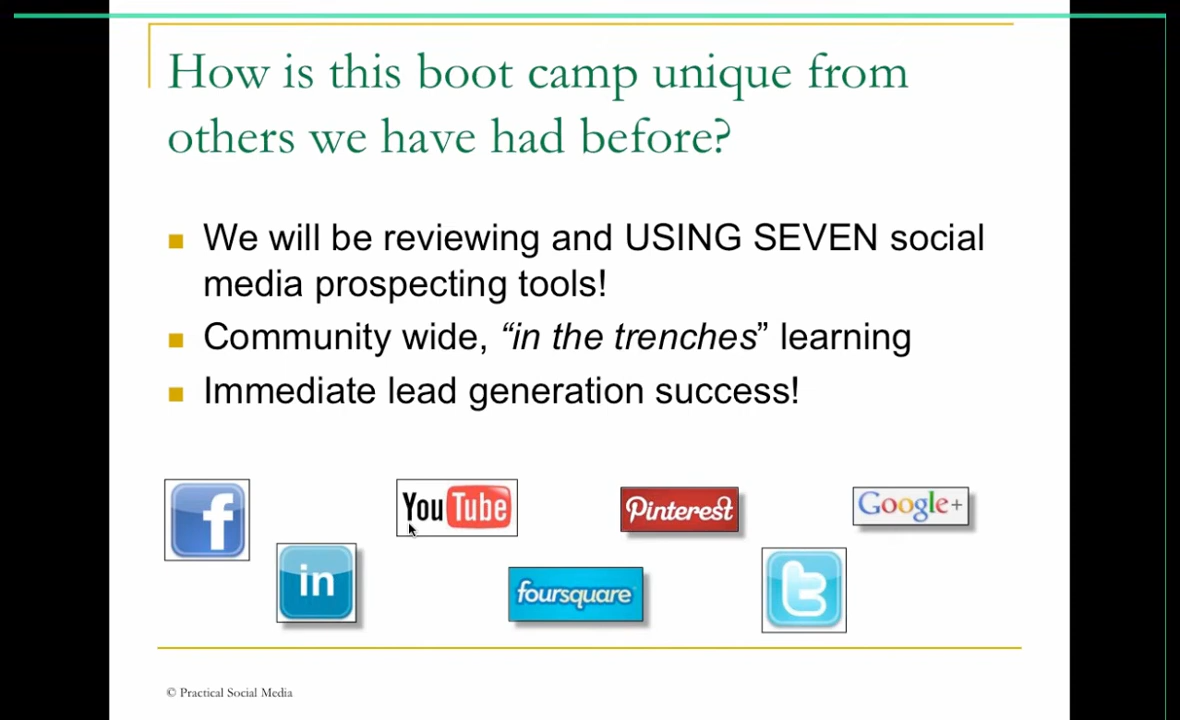 How is this boot camp unique from
others we have had before?
We will be reviewing and USING SEVEN social
media prospecting tools!
Community wide, “in the trenches” learning
Immediate lead generation success!
f
YouTube
Pinterest
Google+
in
foursquare
t
© Practical Social Media